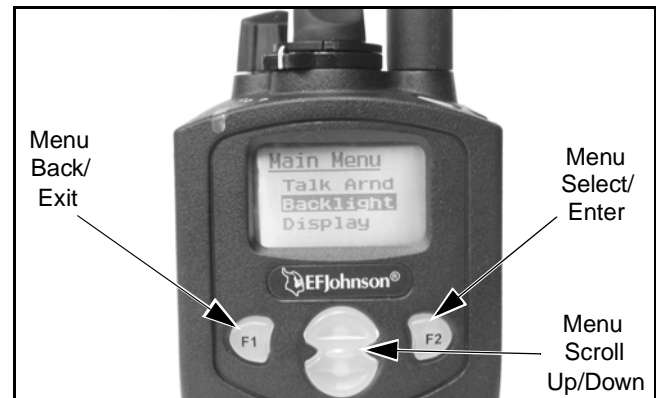 Menu
Back/
Exit
Main Menu
Talk Arnd
Backlight
Display
Menu
Select/
Enter
EFJohnson®
F1
F2
Menu
Scroll
Up/Down